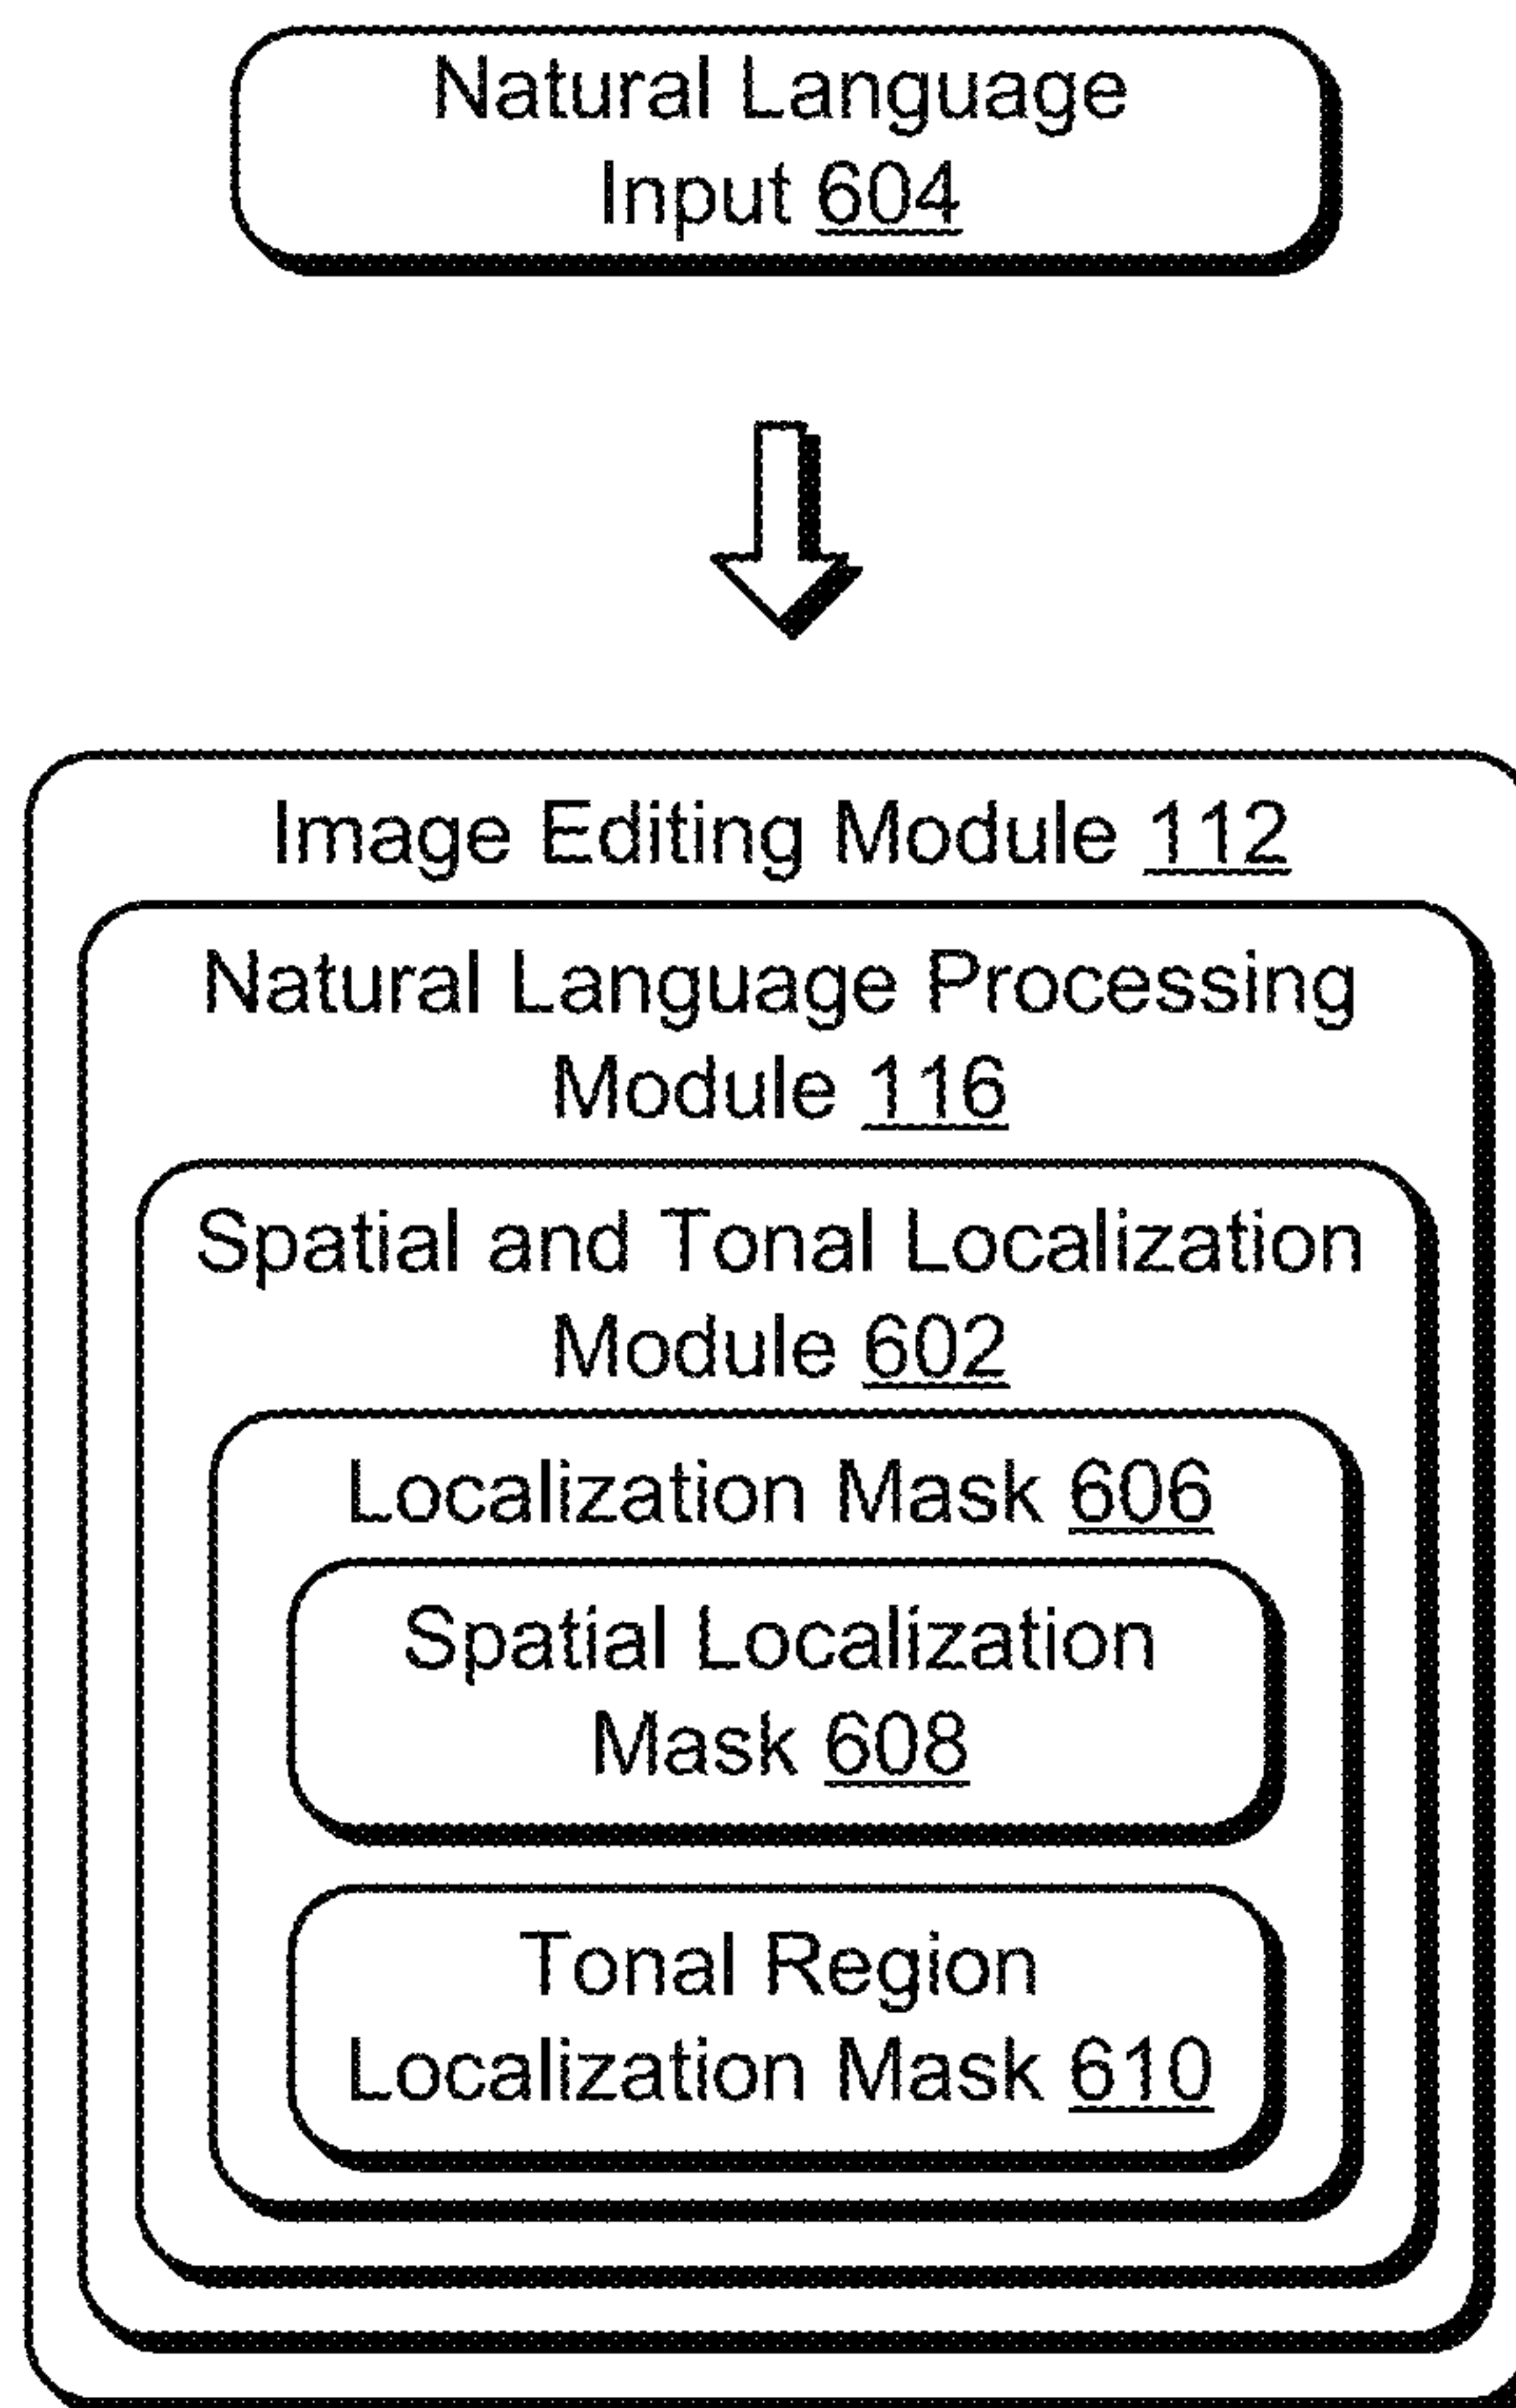 Natural Language
Input 604
Image Editing Module 112
Natural Language Processing
Module 116
Spatial and Tonal Localization
Module 602
Localization Mask 606
Spatial Localization
Mask 608
Tonal Region
Localization Mask 610